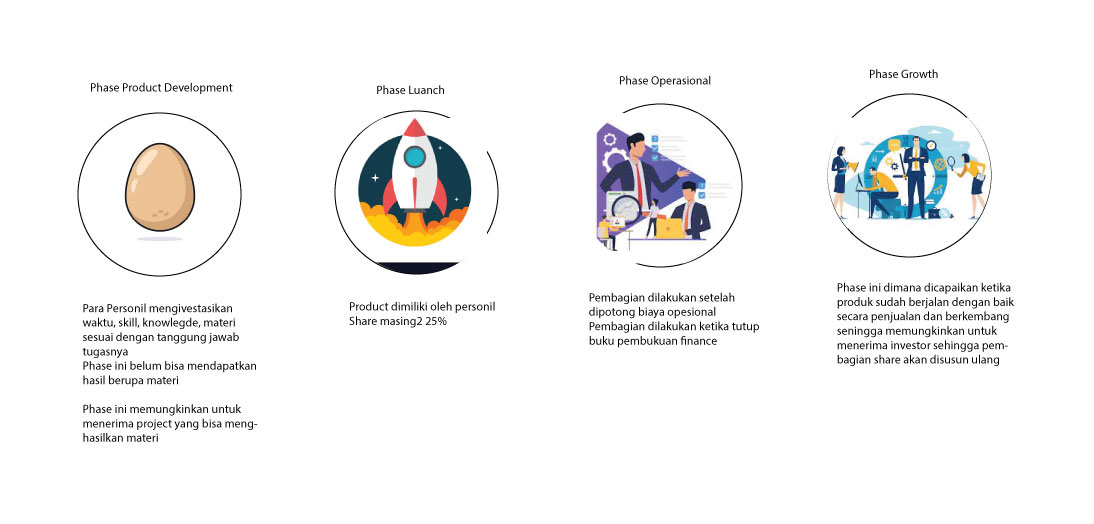 Phase Product Development
Para Personil mengivestasikan
waktu, skill, knowlegde, materi
sesuai dengan tanggung jawab
tugasnya
Phase ini belum bisa mendapatkan
hasil berupa materi
Phase ini memungkinkan untuk
menerima project yang bisa meng-
hasilkan materi
Phase Luanch
Product dimiliki oleh personil
Share masing2 25%
Phase Operasional
Pembagian dilakukan setelah
dipotong biaya opesional
Pembagian dilakukan ketika tutup
buku pembukuan finance
Phase Growth
Phase ini dimana dicapaikan ketika
produk sudah berjalan dengan baik
secara penjualan dan berkembang
seningga memungkinkan untuk
menerima investor sehingga pem-
bagian share akan disusun ulang